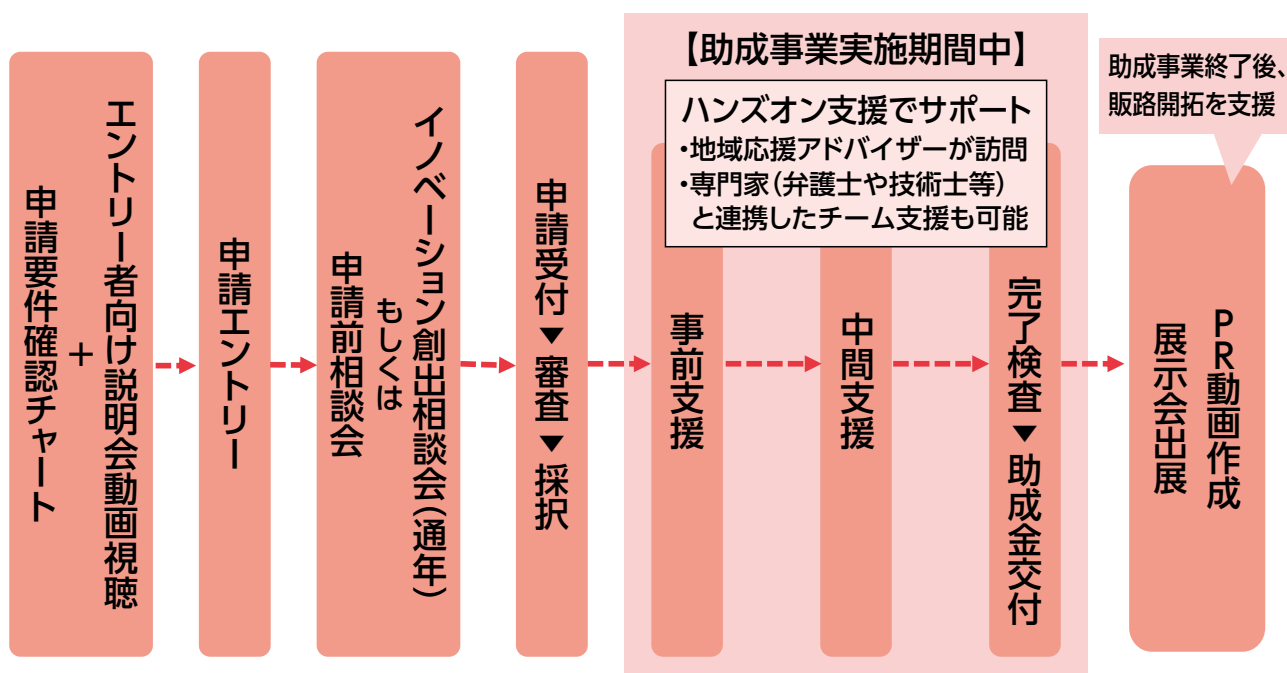 エントリー者向け説明会動画視聴
＋
申請要件確認チャート
申請エントリー
イノベーション創出相談会(通年)
もしくは
申請前相談会
申請受付▼審査▼採択
【助成事業実施期間中】
ハンズオン支援でサポート
・地域応援アドバイザーが訪問
・専門家(弁護士や技術士等)
と連携したチーム支援も可能
事前支援
中間支援
完了検査▼助成金交付
助成事業終了後、
販路開拓を支援
PR動画作成
展示会出展